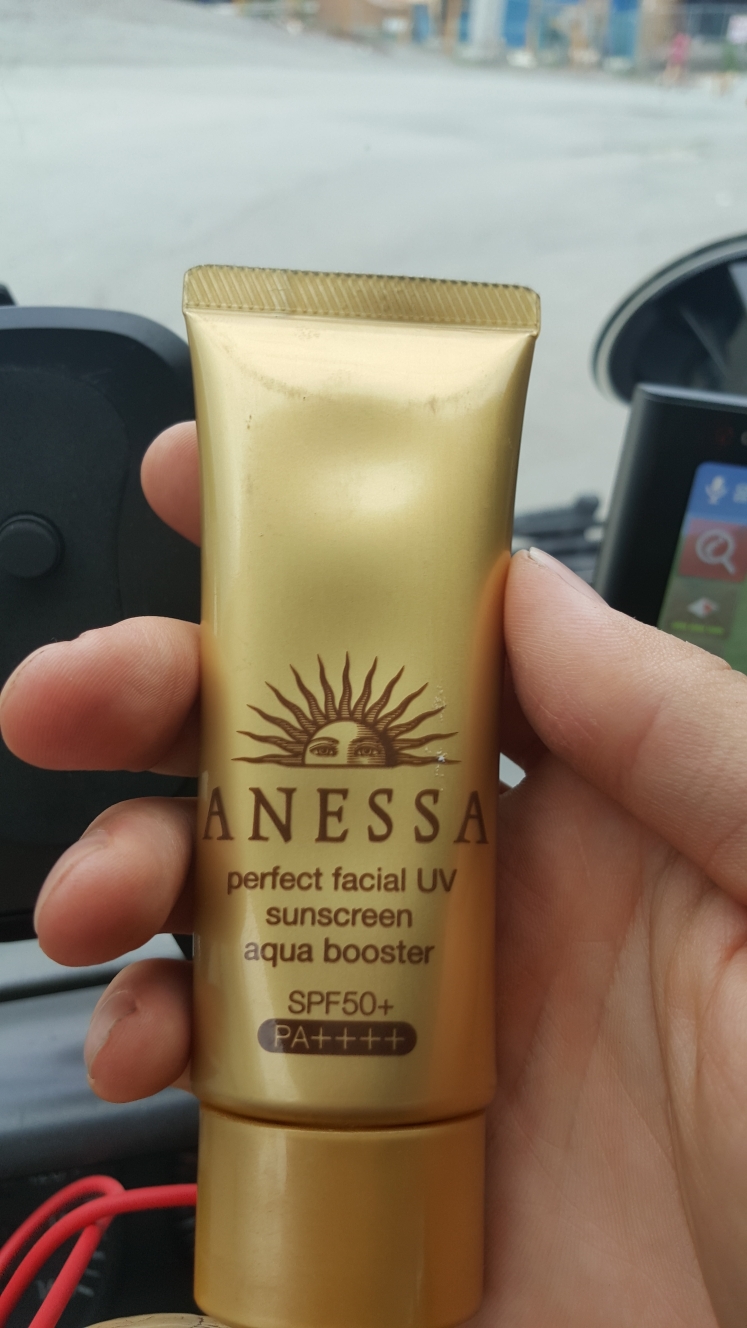 ANESSA
perfect facial UV
sunscreen
aqua booster
SPF50+
PA++++